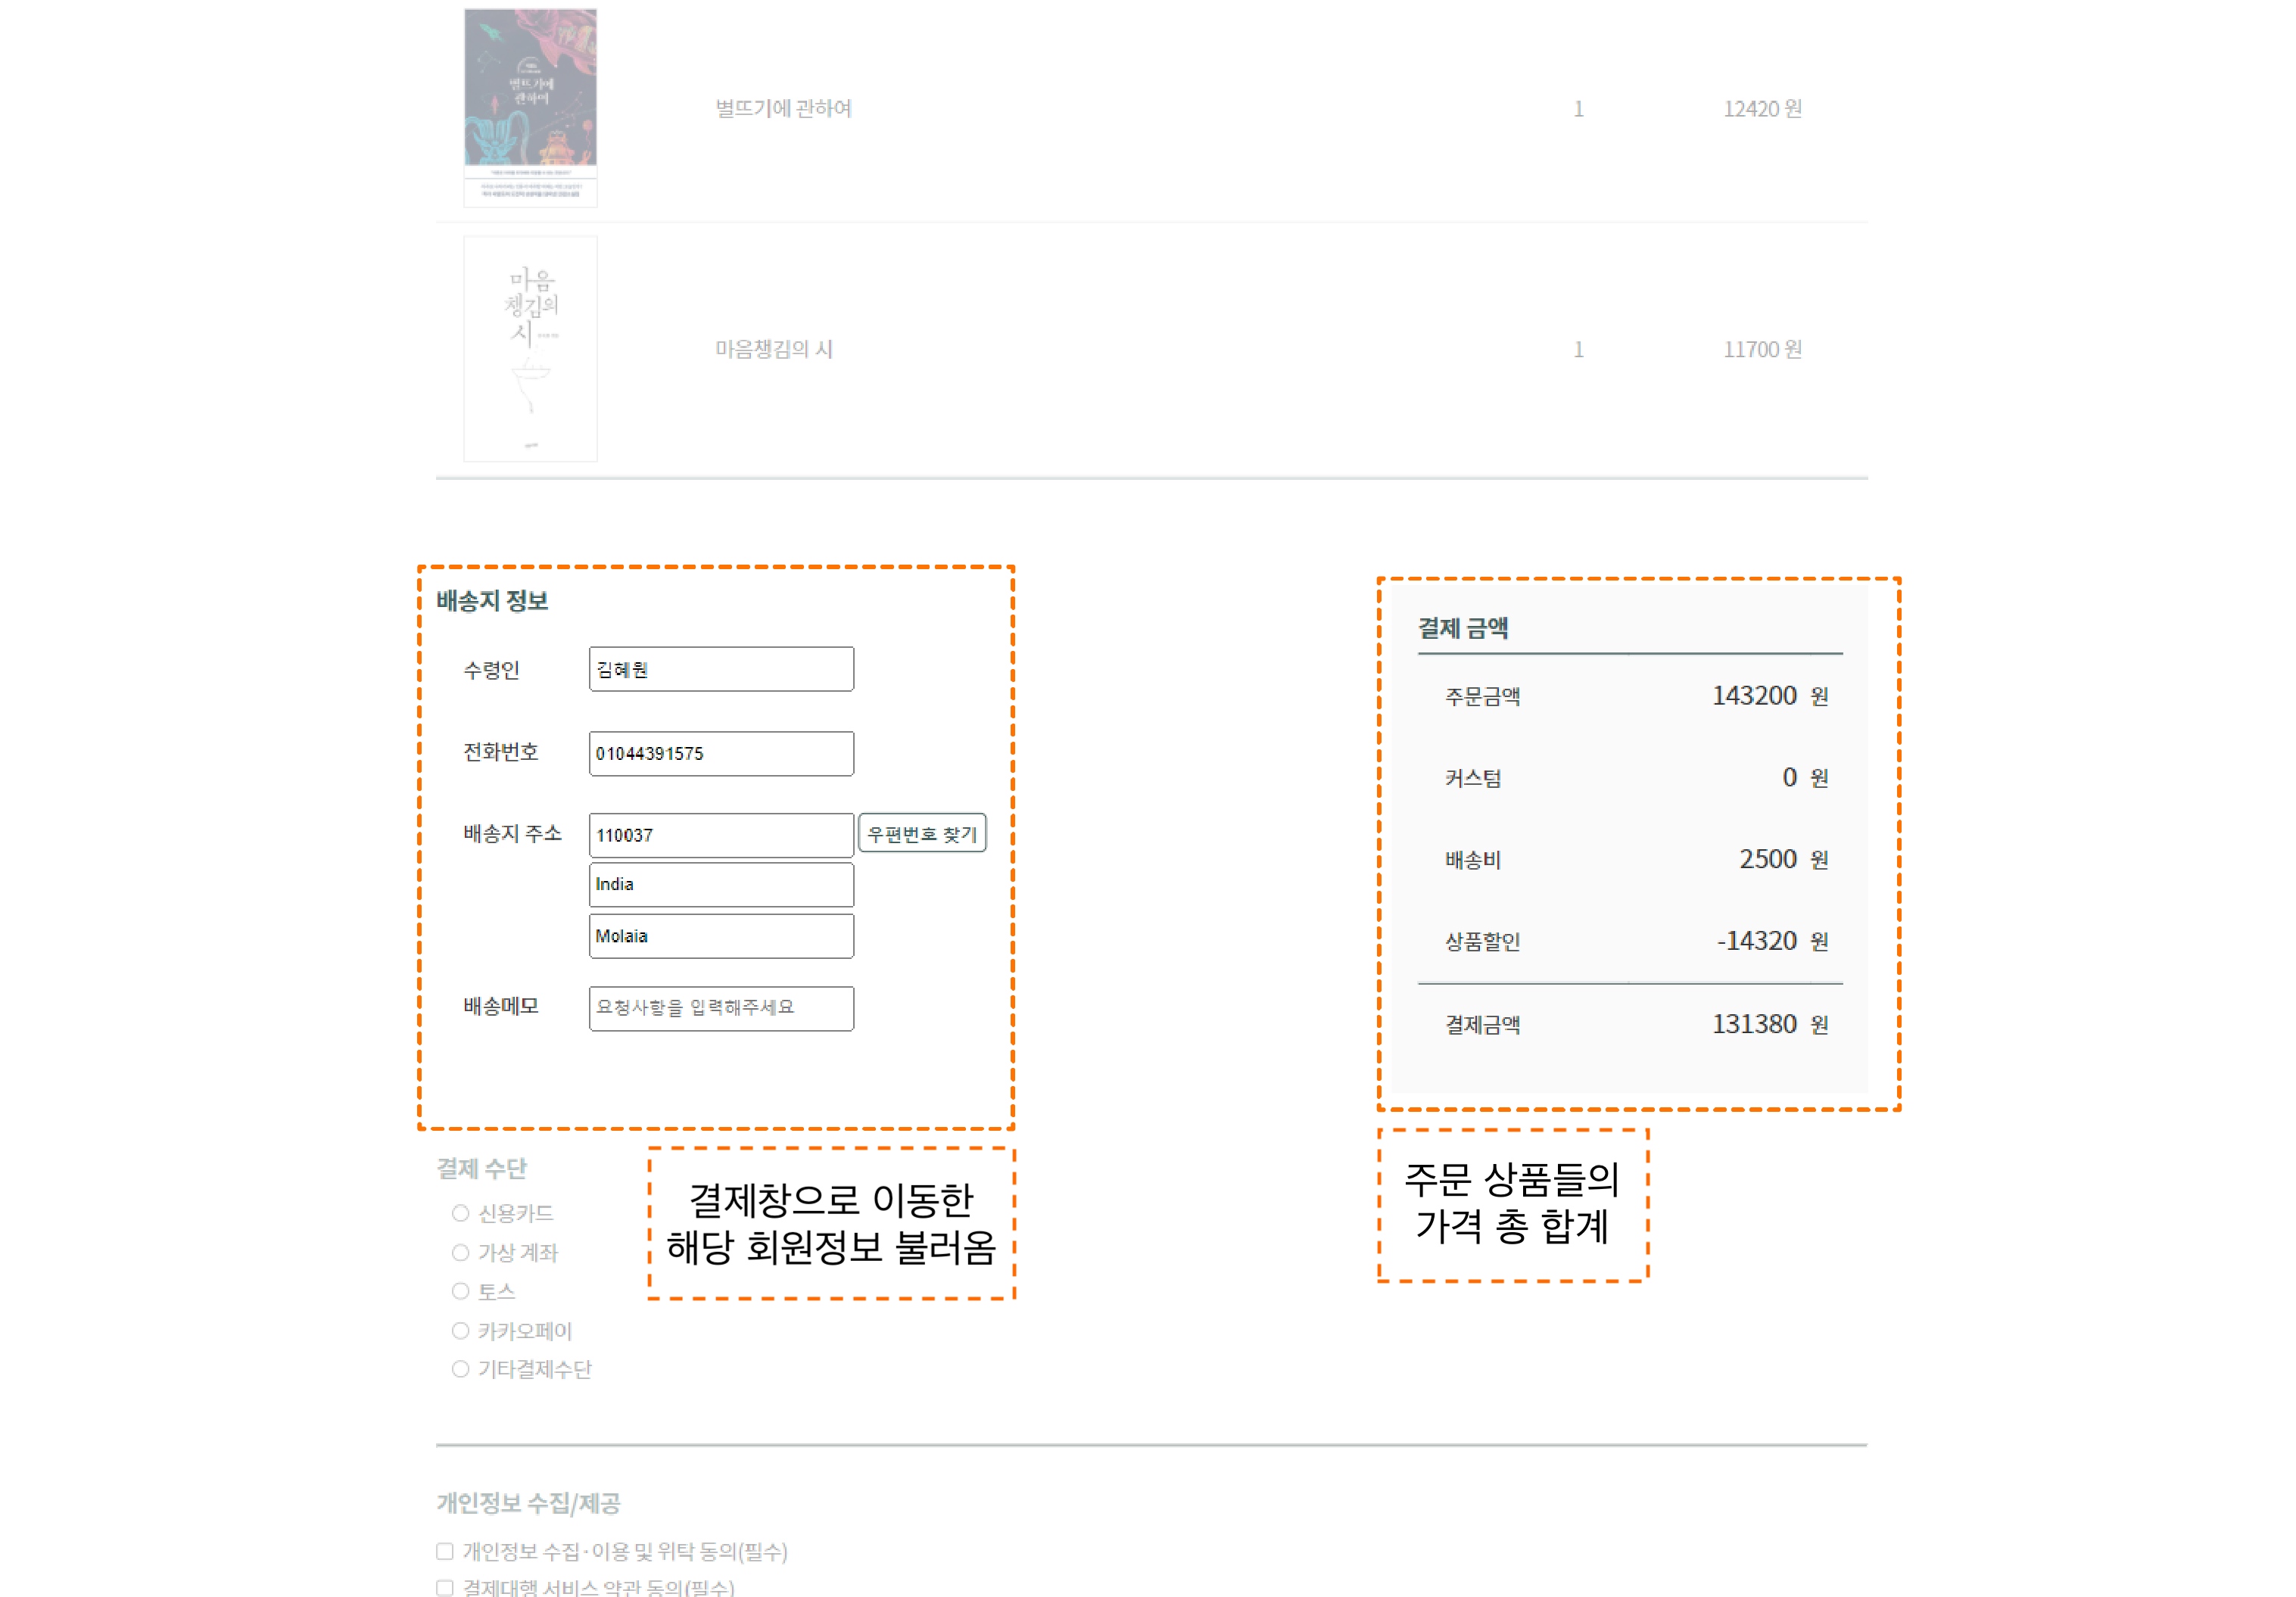 별뜨기에
관하여
별뜨기에 관하여
1
12420 원
마음
챙김의
시
마음챙김의 시
1
11700 원
배송지 정보
수령인
김혜원
전화번호
01044391575
배송지 주소
110037
우편번호 찾기
India
Molaia
배송메모
요청사항을 입력해주세요
결제 금액
주문금액
143200 원
커스텀
0 원
배송비
2500 원
상품할인
-14320 원
결제금액
131380 원
결제창으로 이동한
해당 회원정보 불러옴
주문 상품들의
가격 총 합계
결제 수단
신용카드
가상 계좌
토스
카카오페이
기타결제수단
개인정보 수집/제공
개인정보 수집·이용 및 위탁 동의(필수)
결제대행 서비스 약관 동의(필수)